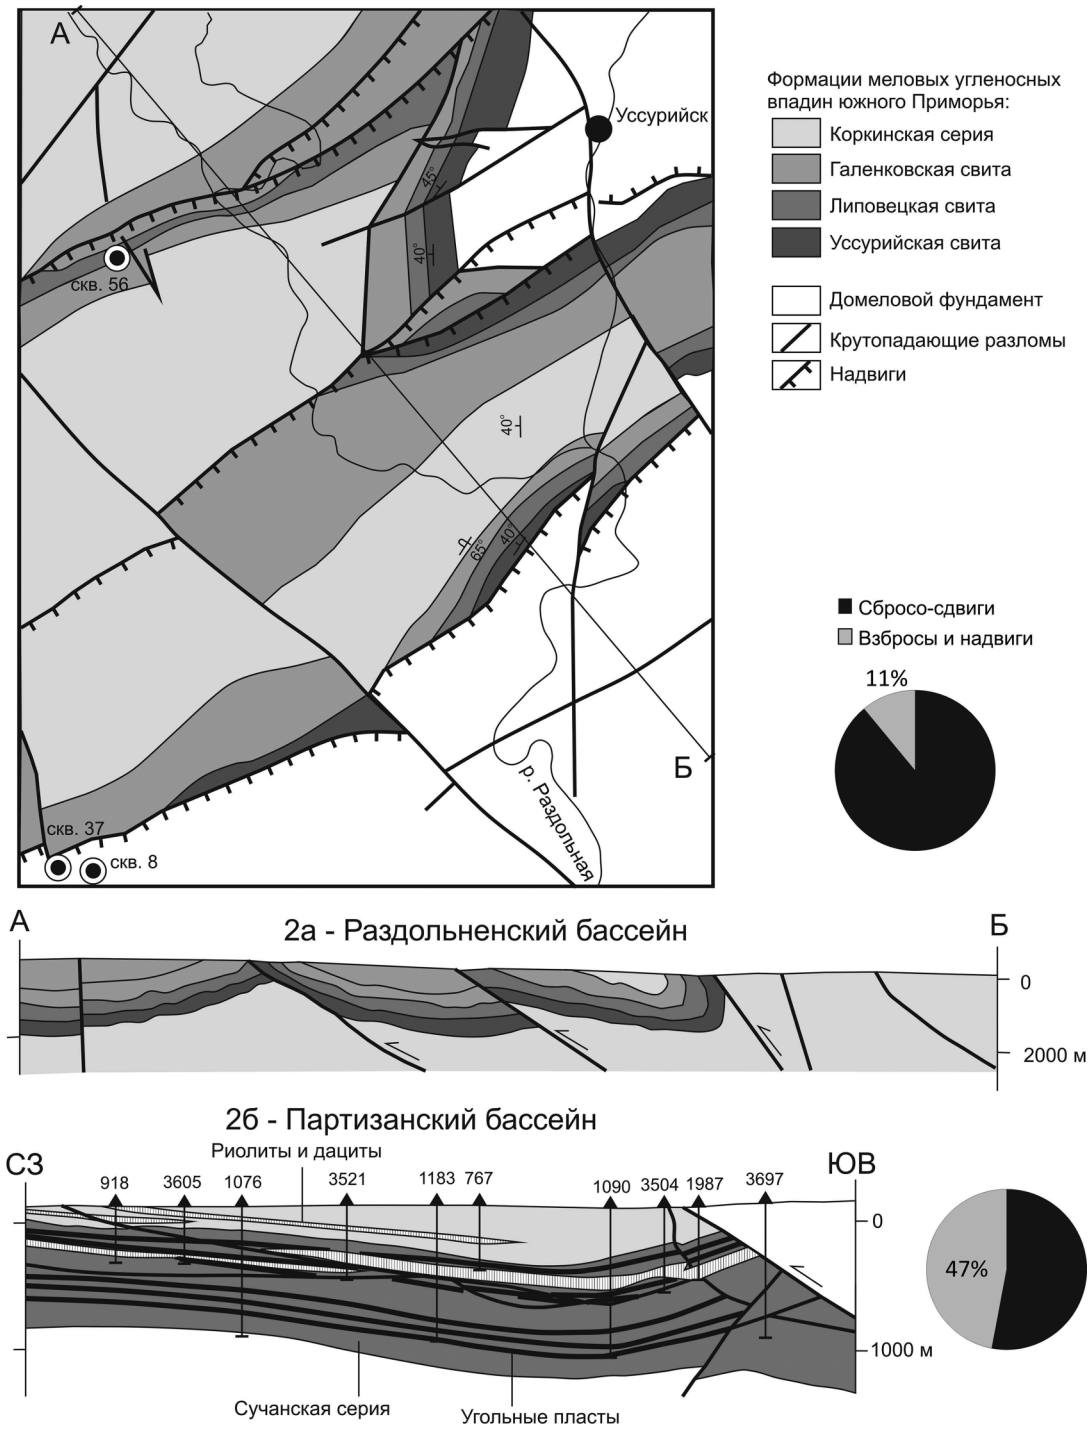 А
Уссурийск
45°
40°
скв. 56
40°
65°
40°
Б
р. Раздольная
скв. 37
скв. 8
Формации меловых угленосных
впадин южного Приморья:
Коркинская серия
Галенковская свита
Липовецкая свита
Уссурийская свита
Домеловой фундамент
Крутопадающие разломы
Надвиги
Сбросо-сдвиги
Взбросы и надвиги
11%
А
2а - Раздольненский бассейн
Б
0
2000 м
2б - Партизанский бассейн
СЗ
Риолиты и дациты
ЮВ
918 3605 1076 3521 1183 767 1090 3504 1987 3697
0
47%
1000 м
Сучанская серия
Угольные пласты